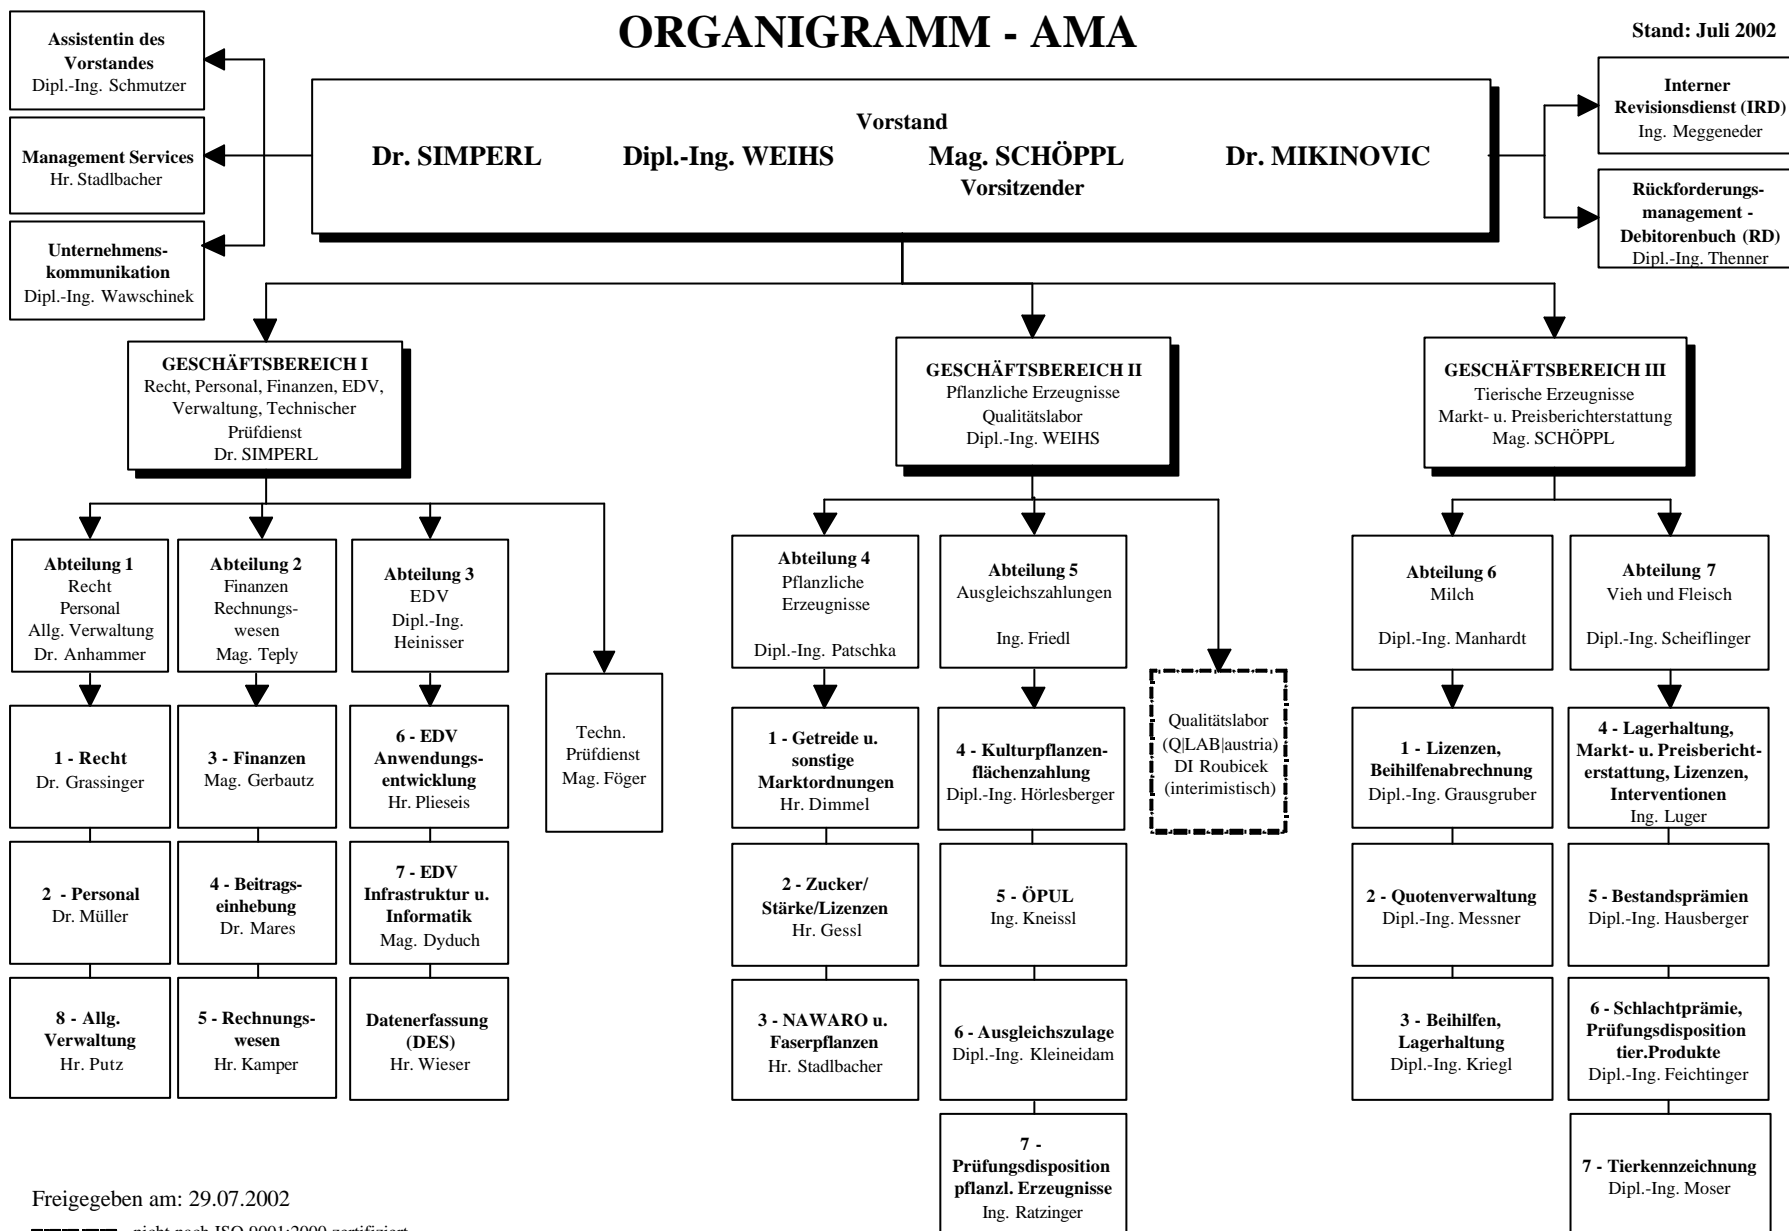 ORGANIGRAMM - AMA
Stand: Juli 2002
Assistentin des
Vorstandes
Dipl.-Ing. Schmutzer
Management Services
Hr. Stadlbacher
Unternehmens-
kommunikation
Dipl.-Ing. Wawschinek
Vorstand
Dr. SIMPERL Dipl.-Ing. WEIHS Mag. SCHÖPPL Dr. MIKINOVIC
Vorsitzender
Interner
Revisionsdienst (IRD)
Ing. Meggeneder
Rückforderungs-
management -
Debitorenbuch (RD)
Dipl.-Ing. Thenner
GESCHÄFTSBEREICH I
Recht, Personal, Finanzen, EDV,
Verwaltung, Technischer
Prüfdienst
Dr. SIMPERL
GESCHÄFTSBEREICH II
Pflanzliche Erzeugnisse
Qualitätslabor
Dipl.-Ing. WEIHS
GESCHÄFTSBEREICH III
Tierische Erzeugnisse
Markt- u. Preisberichterstattung
Mag. SCHÖPPL
Abteilung 1
Recht
Personal
Allg. Verwaltung
Dr. Anhammer
Abteilung 2
Finanzen
Rechnungs-
wesen
Mag. Teply
Abteilung 3
EDV
Dipl.-Ing.
Heinisser
Techn.
Prüfdienst
Mag. Föger
Abteilung 4
Pflanzliche
Erzeugnisse
Dipl.-Ing. Patschka
Abteilung 5
Ausgleichszahlungen
Ing. Friedl
Qualitätslabor
(Q|LAB|austria)
DI Roubicek
(interimistisch)
Abteilung 6
Milch
Dipl.-Ing. Manhardt
Abteilung 7
Vieh und Fleisch
Dipl.-Ing. Scheiflinger
1 - Recht
Dr. Grassinger
3 - Finanzen
Mag. Gerbautz
6 - EDV
Anwendungs-
entwicklung
Hr. Plieseis
1 - Getreide u.
sonstige
Marktordnungen
Hr. Dimmel
4 - Kulturpflanzen-
flächenzahlung
Dipl.-Ing. Hörlesberger
1 - Lizenzen,
Beihilfenabrechnung
Dipl.-Ing. Grausgruber
4 - Lagerhaltung,
Markt- u. Preisbericht-
erstattung, Lizenzen,
Interventionen
Ing. Luger
2 - Personal
Dr. Müller
4 - Beitrags-
einhebung
Dr. Mares
7 - EDV
Infrastruktur u.
Informatik
Mag. Dyduch
2 - Zucker/
Stärke/Lizenzen
Hr. Gessl
5 - ÖPUL
Ing. Kneissl
2 - Quotenverwaltung
Dipl.-Ing. Messner
5 - Bestandsprämien
Dipl.-Ing. Hausberger
8 - Allg.
Verwaltung
Hr. Putz
5 - Rechnungs-
wesen
Hr. Kamper
Datenerfassung
(DES)
Hr. Wieser
3 - NAWARO u.
Faserpflanzen
Hr. Stadlbacher
6 - Ausgleichszulage
Dipl.-Ing. Kleineidam
3 - Beihilfen,
Lagerhaltung
Dipl.-Ing. Kriegl
6 - Schlachtprämie,
Prüfungsdisposition
tier.Produkte
Dipl.-Ing. Feichtinger
7 -
Prüfungsdisposition
pflanzl. Erzeugnisse
Ing. Ratzinger
7 - Tierkennzeichnung
Dipl.-Ing. Moser
Freigegeben am: 29.07.2002
nicht nach ISO 9001:2000 zertifiziert